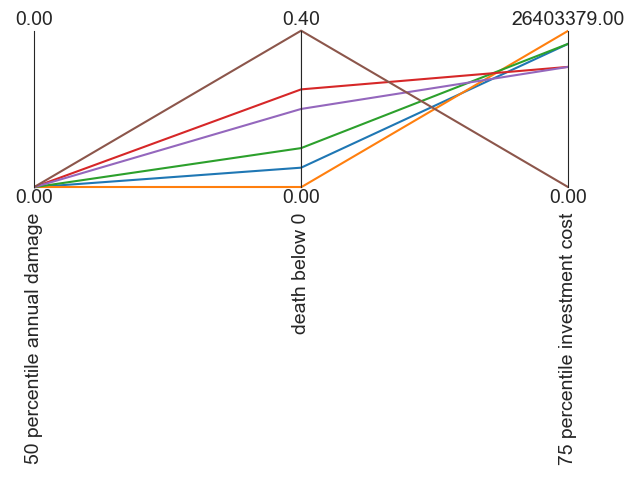 0.00
0.40
26403379.00
0.00
0.00
0.00
50 percentile annual damage
death below 0
75 percentile investment cost